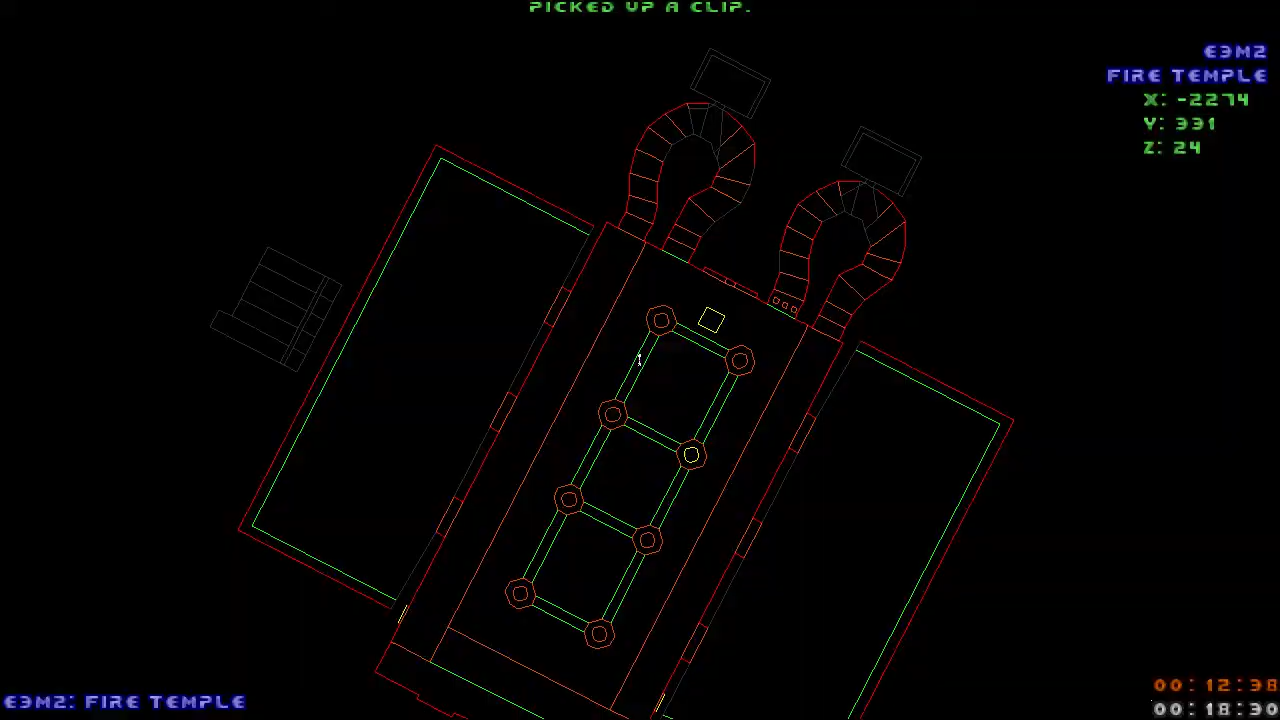 PICKED UP A CLIP.
E3M2
FIRE TEMPLE
X: -2274
Y: 331
Z: 24
E3M2: FIRE TEMPLE
00:12:38
00:18:30